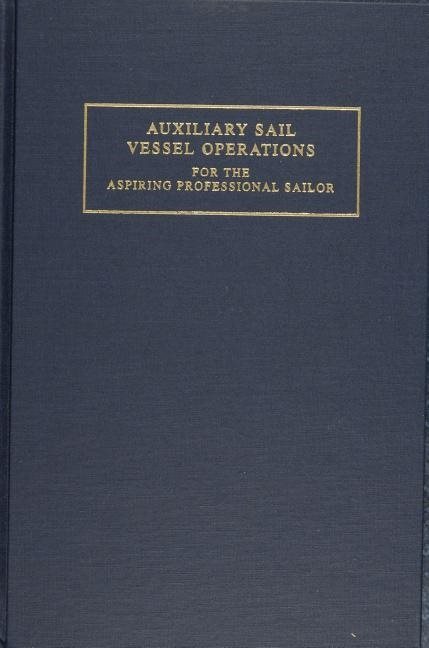 AUXILIARY SAIL
VESSEL OPERATIONS
FOR THE
ASPIRING PROFESSIONAL SAILOR